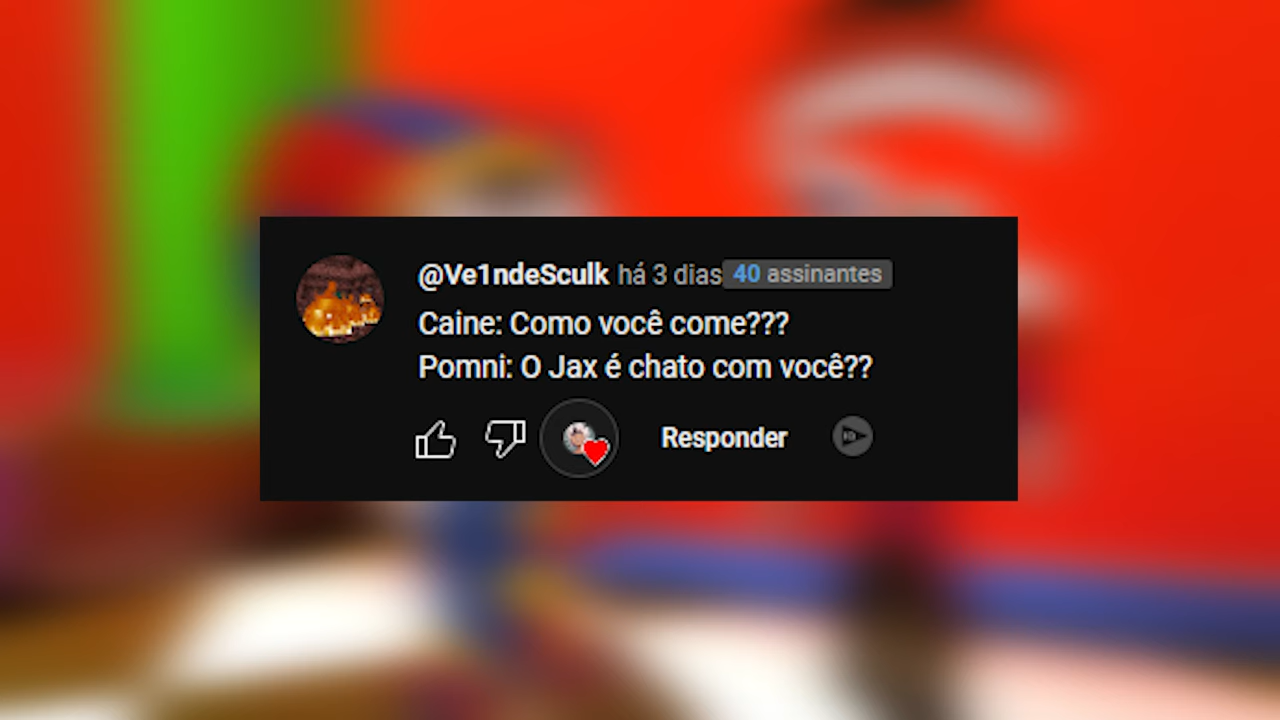 @Ve1ndeSculk há 3 dias 40 assinantes
Caine: Como você come???
Pomni: O Jax é chato com você??
Responder